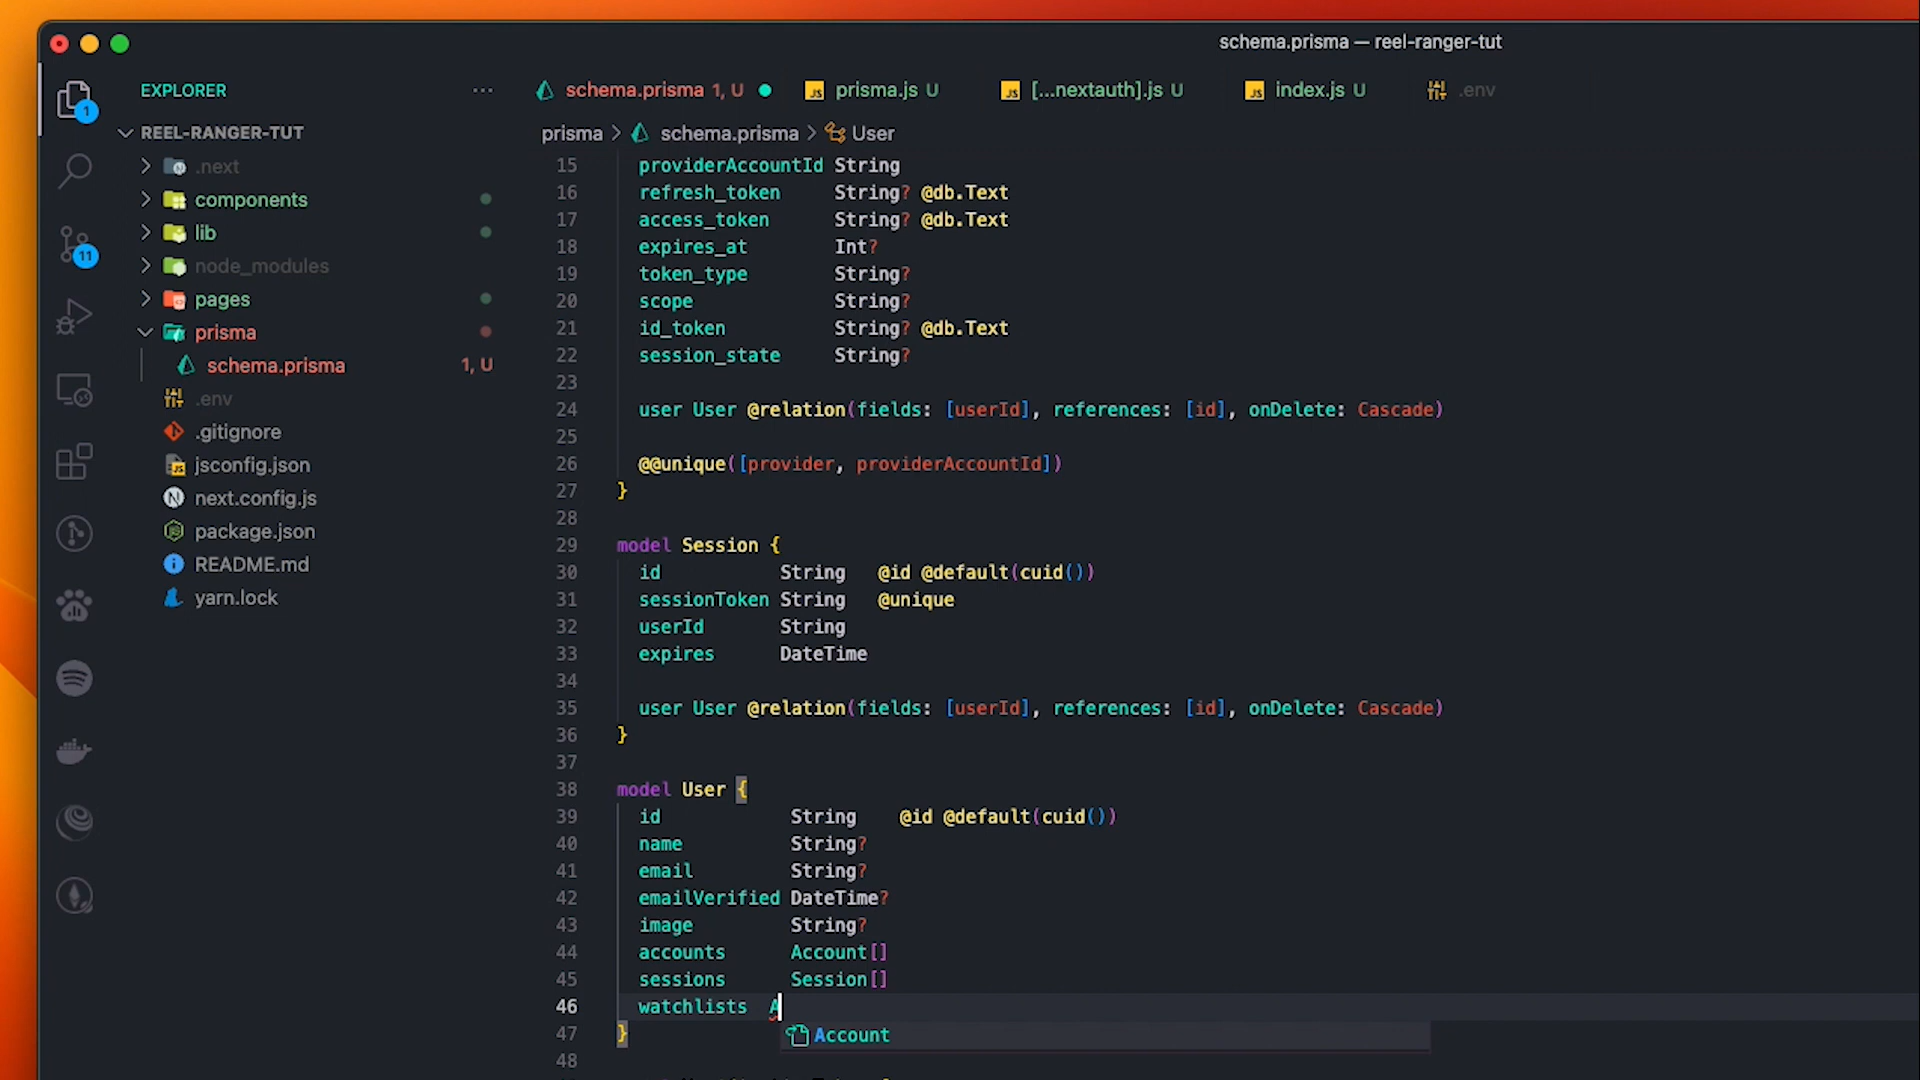 schema.prisma — reel-ranger-tut
EXPLORER
schema.prisma 1, U
prisma.js U
[...nextauth].js U
index.js U
.env
1
REEL-RANGER-TUT
prisma > schema.prisma > User
.next
components
lib
node_modules
pages
prisma
schema.prisma 1, U
.env
.gitignore
jsconfig.json
next.config.js
package.json
README.md
yarn.lock
11
15 providerAccountId String
16 refresh_token String? @db.Text
17 access_token String? @db.Text
18 expires_at Int?
19 token_type String?
20 scope String?
21 id_token String? @db.Text
22 session_state String?
23
24 user User @relation(fields: [userId], references: [id], onDelete: Cascade)
25
26 @@unique([provider, providerAccountId])
27 }
28
29 model Session {
30 id String @id @default(cuid())
31 sessionToken String @unique
32 userId String
33 expires DateTime
34
35 user User @relation(fields: [userId], references: [id], onDelete: Cascade)
36 }
37
38 model User {
39 id String @id @default(cuid())
40 name String?
41 email String?
42 emailVerified DateTime?
43 image String?
44 accounts Account[]
45 sessions Session[]
46 watchlists A
47 }
Account
48